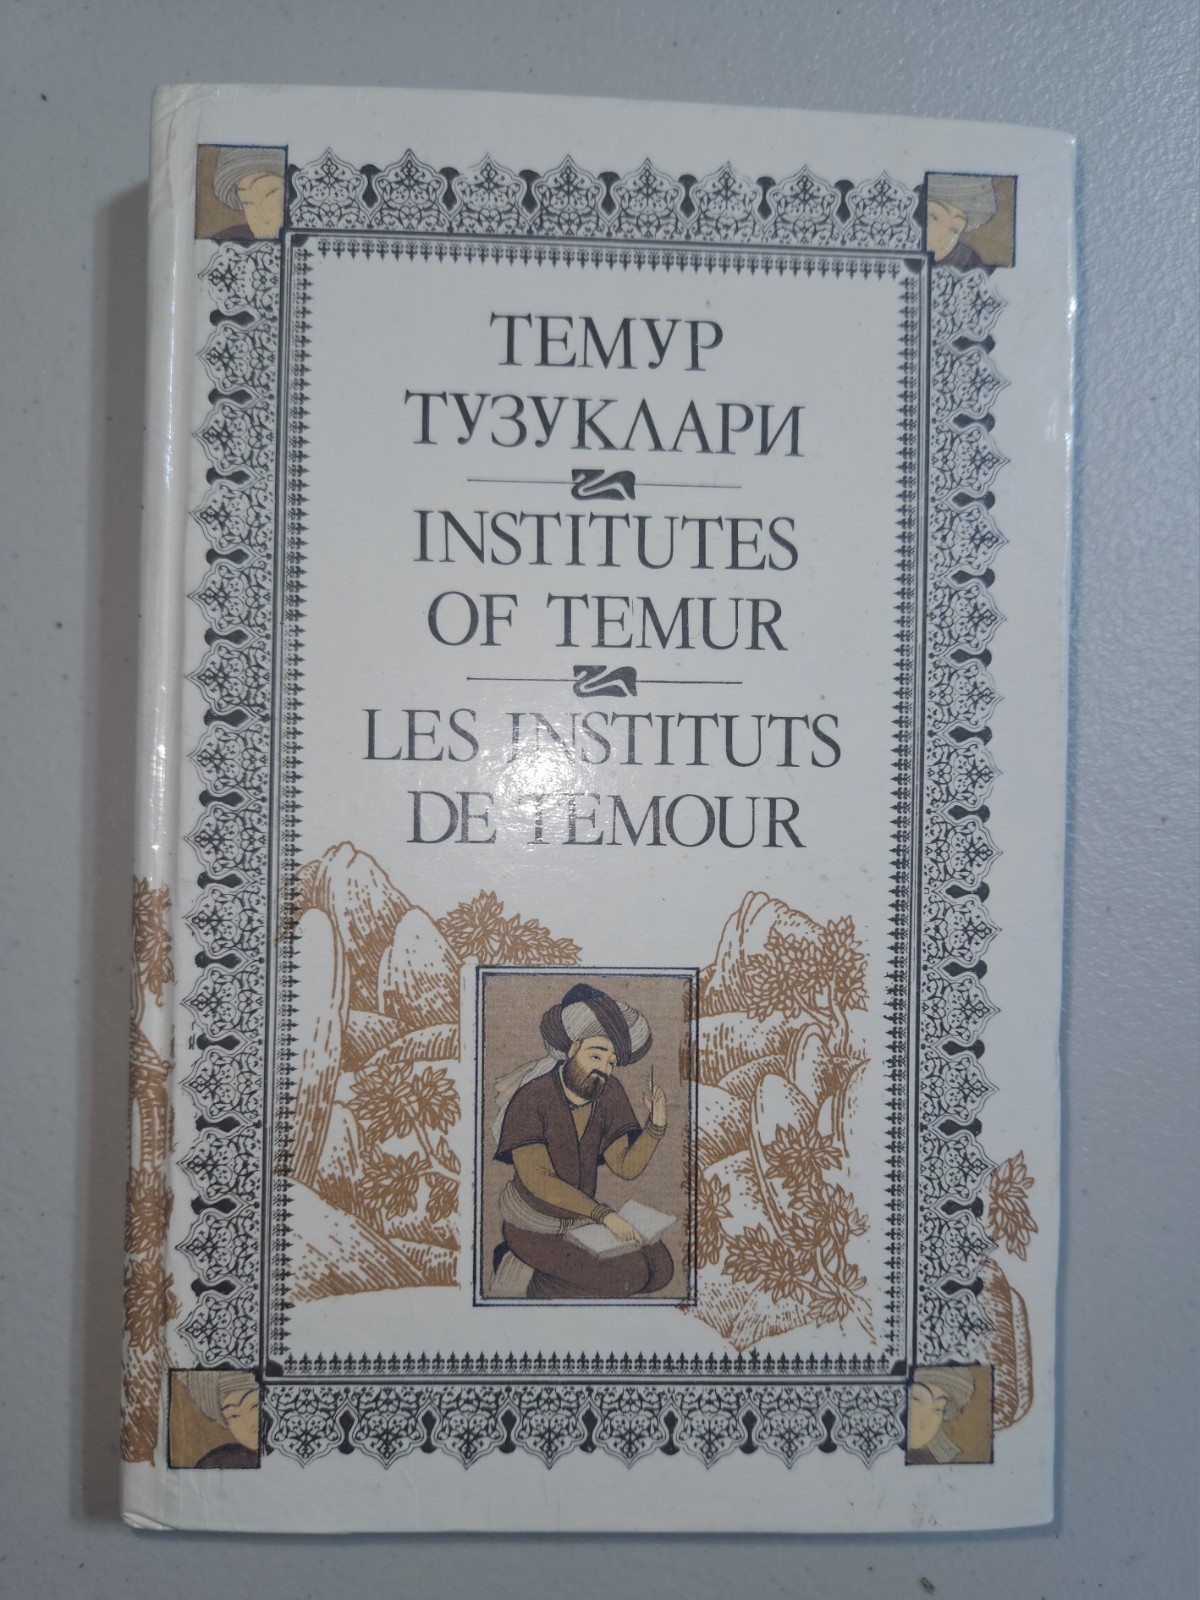 ТЕМУР
ТУЗУКЛАРИ
INSTITUTES
OF TEMUR
LES INSTITUTS
DE TEMOUR